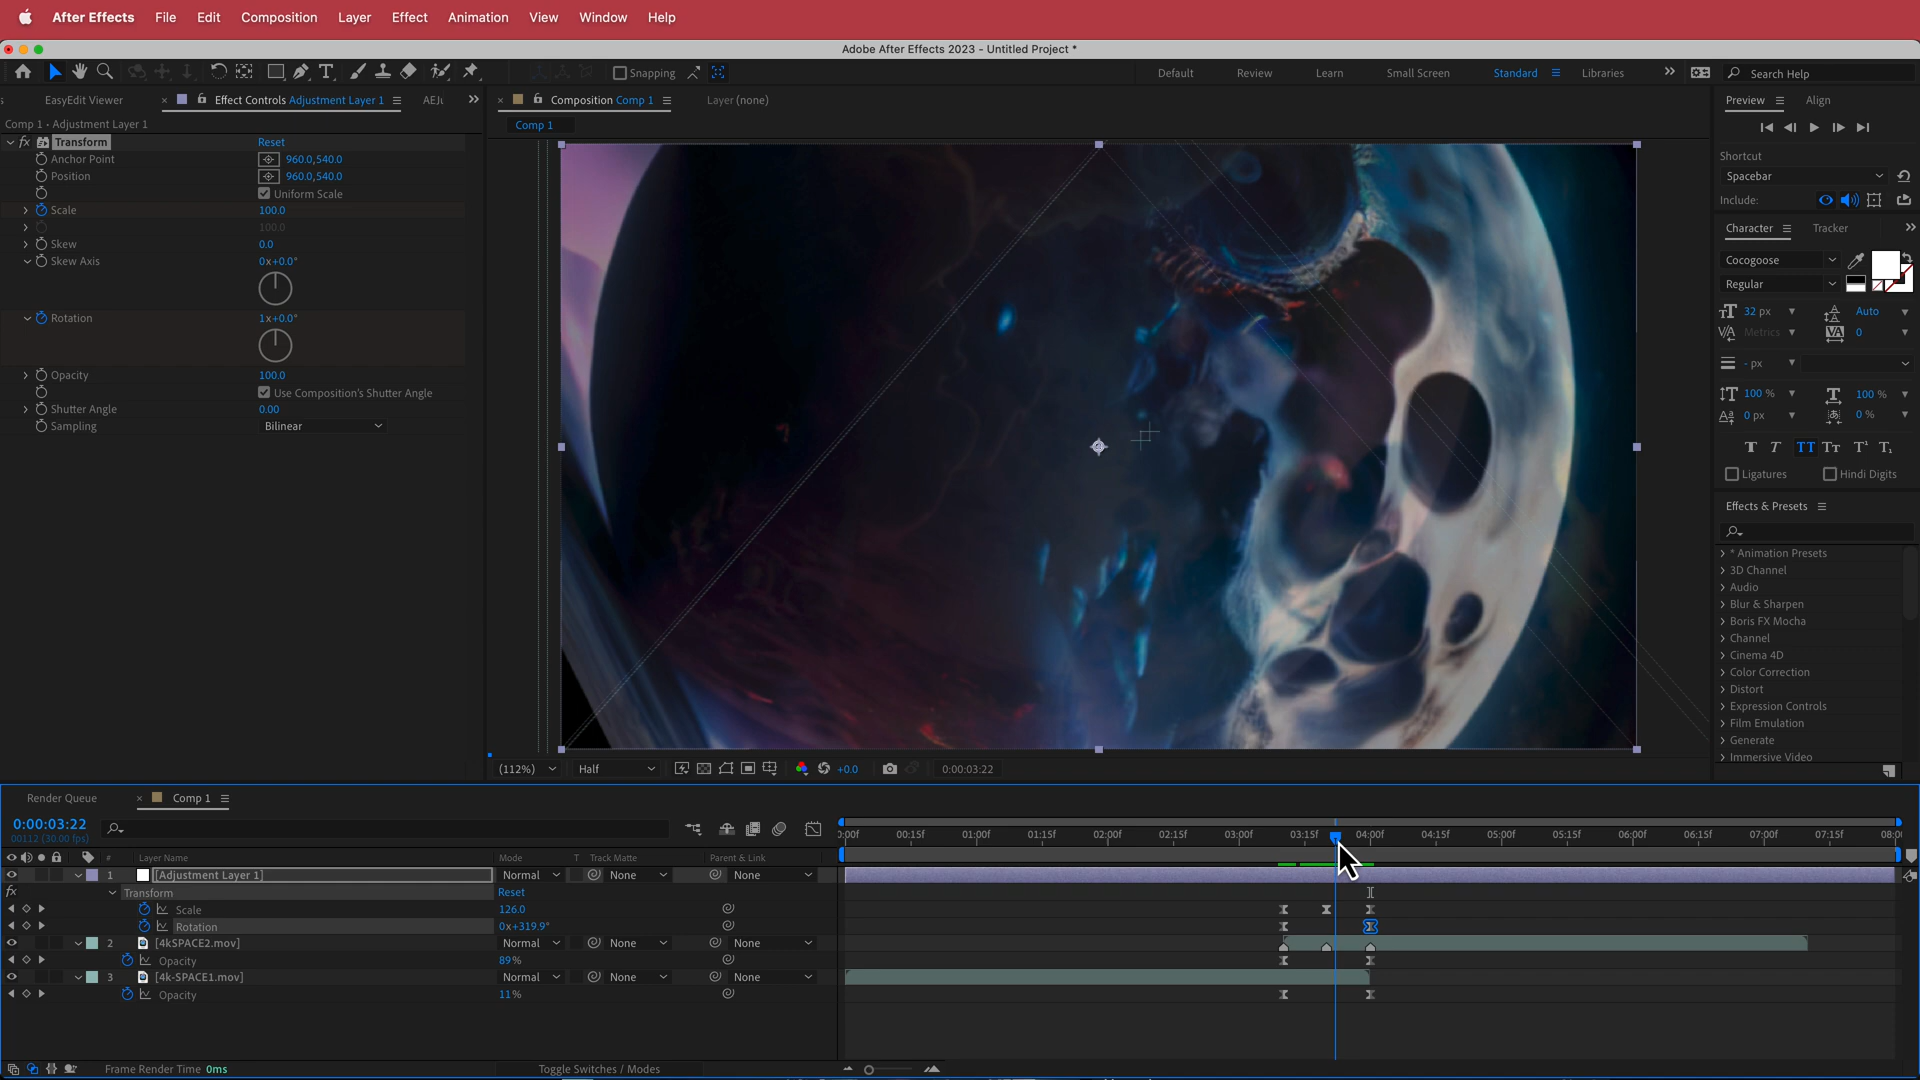 After Effects File Edit Composition Layer Effect Animation View Window Help
Adobe After Effects 2023 - Untitled Project *
Snapping Default Review Learn Small Screen Standard Libraries Search Help
EasyEdit Viewer Effect Controls Adjustment Layer 1
Composition Comp 1 Layer (none)
Preview Align
Comp 1 • Adjustment Layer 1
Comp 1
fx Transform Reset
Anchor Point 960.0,540.0
Position 960.0,540.0
Uniform Scale
Scale 100.0
100.0
Skew 0.0
Skew Axis 0x+0.0°
Rotation 1x+0.0°
Opacity 100.0
Use Composition's Shutter Angle
Shutter Angle 0.00
Sampling Bilinear
Shortcut
Spacebar
Include:
Character Tracker
Cocogoose
Regular
32 px Auto
Metrics 0
- px
100 % 100 %
0 px 0 %
Ligatures Hindi Digits
Effects & Presets
* Animation Presets
3D Channel
Audio
Blur & Sharpen
Boris FX Mocha
Channel
Cinema 4D
Color Correction
Distort
Expression Controls
Film Emulation
Generate
Immersive Video
(112%) Half +0.0 0:00:03:22
Render Queue Comp 1
0:00:03:22
00112 (30.00 fps)
:00f 00:15f 01:00f 01:15f 02:00f 02:15f 03:00f 03:15f 04:00f 04:15f 05:00f 05:15f 06:00f 06:15f 07:00f 07:15f 08:0
# Layer Name Mode T Track Matte Parent & Link
1 [Adjustment Layer 1] Normal None None
fx Transform Reset
Scale 126.0
Rotation 0x+319.9°
2 [4kSPACE2.mov] Normal None None
Opacity 89%
3 [4k-SPACE1.mov] Normal None None
Opacity 11%
Frame Render Time 0ms Toggle Switches / Modes